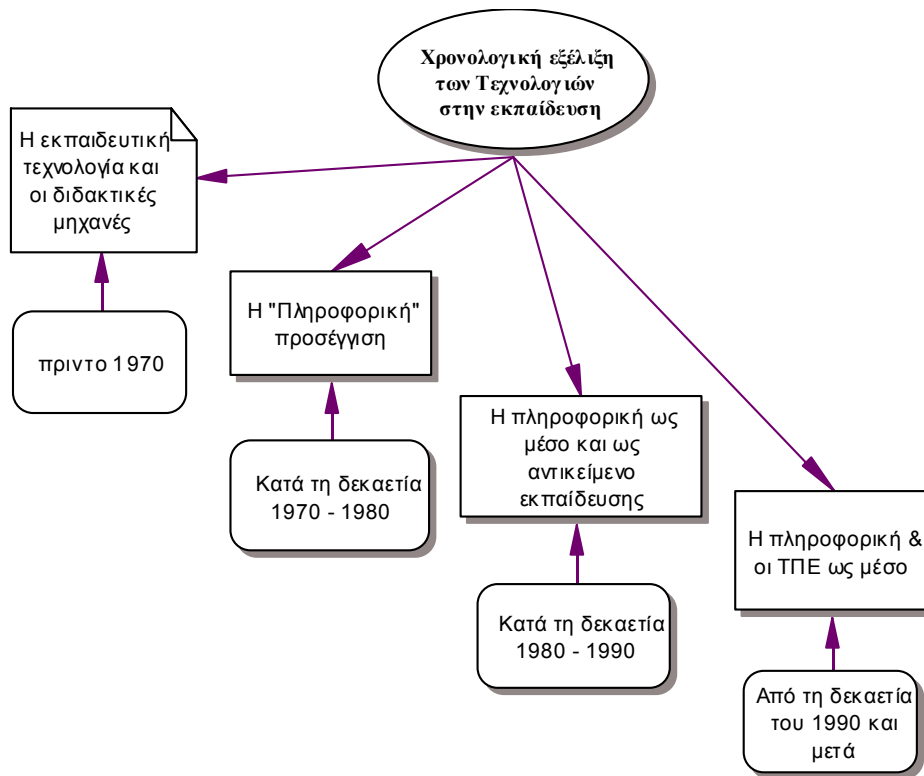 Χρονολογική εξέλιξη
των Τεχνολογιών
στην εκπαίδευση
Η εκπαιδευτική
τεχνολογία και
οι διδακτικές
μηχανές
πριντο 1970
Η "Πληροφορική"
προσέγγιση
Κατά τη δεκαετία
1970 - 1980
Η πληροφορική ως
μέσο και ως
αντικείμενο
εκπαίδευσης
Κατά τη δεκαετία
1980 - 1990
Η πληροφορική &
οι ΤΠΕ ως μέσο
Από τη δεκαετία
του 1990 και
μετά